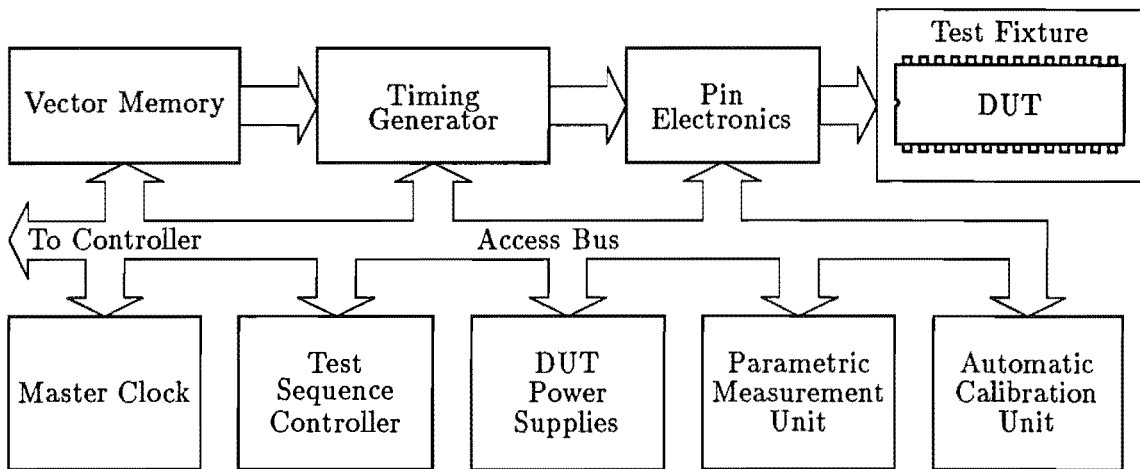 Test Fixture
Vector Memory
Timing
Generator
Pin
Electronics
DUT
To Controller
Access Bus
Master Clock
Test
Sequence
Controller
DUT
Power
Supplies
Parametric
Measurement
Unit
Automatic
Calibration
Unit